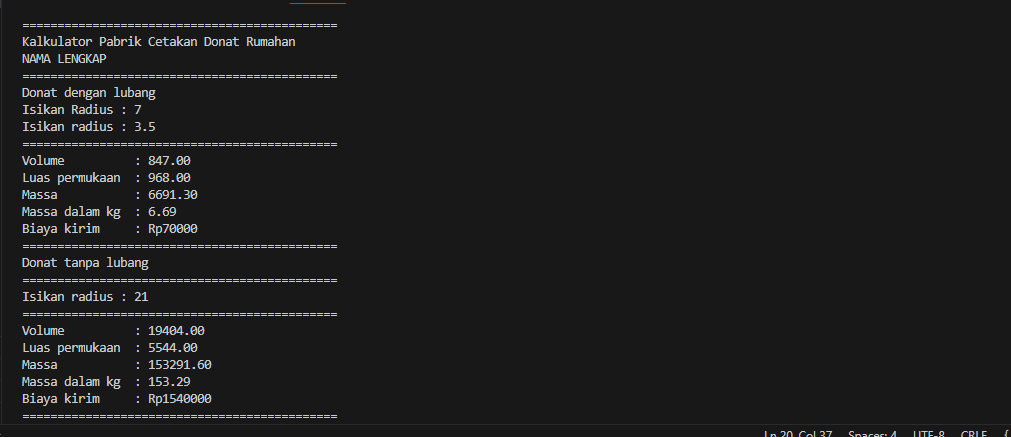 =============================================
Kalkulator Pabrik Cetakan Donat Rumahan
NAMA LENGKAP
=============================================
Donat dengan lubang
Isikan Radius : 7
Isikan radius : 3.5
=============================================
Volume          : 847.00
Luas permukaan  : 968.00
Massa           : 6691.30
Massa dalam kg  : 6.69
Biaya kirim     : Rp70000
=============================================
Donat tanpa lubang
=============================================
Isikan radius : 21
=============================================
Volume          : 19404.00
Luas permukaan  : 5544.00
Massa           : 153291.60
Massa dalam kg  : 153.29
Biaya kirim     : Rp1540000
=============================================
Ln 20, Col 37 Spaces: 4 UTF-8 CRLF {